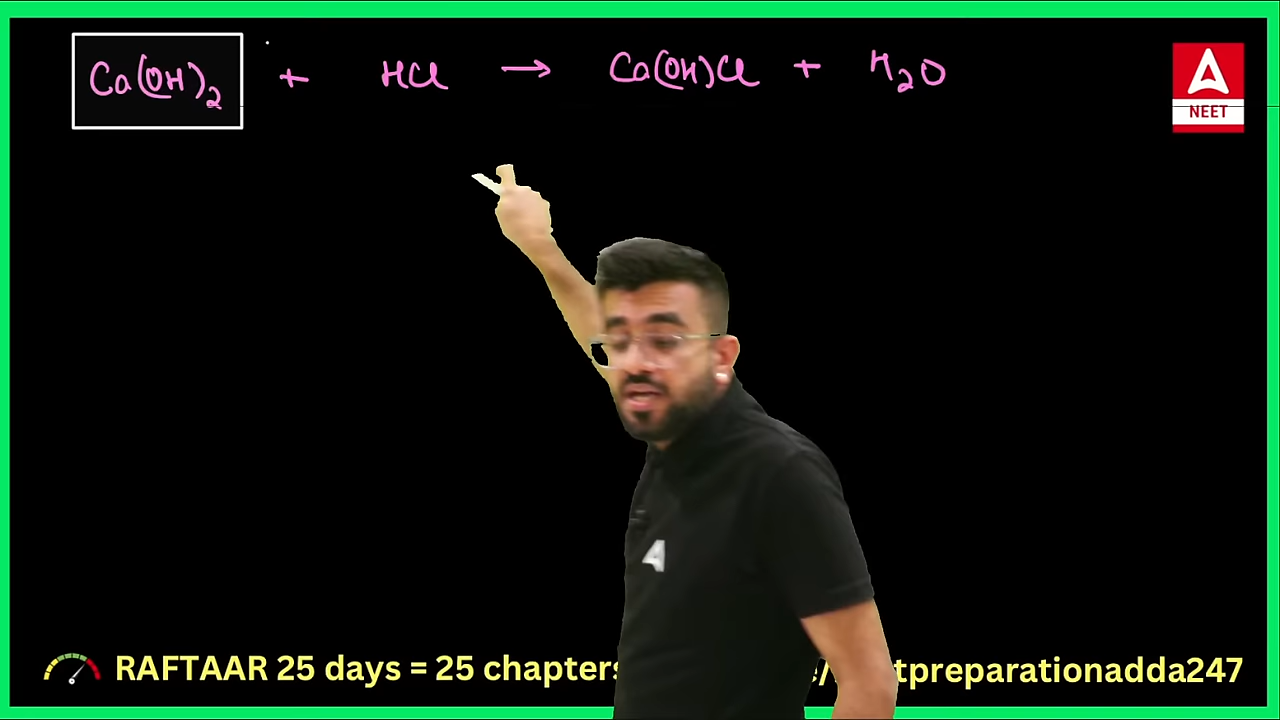 Ca(OH)₂ + HCl → Ca(OH)Cl + H₂O
NEET
RAFTAAR 25 days = 25 chapters tpreparationadda247